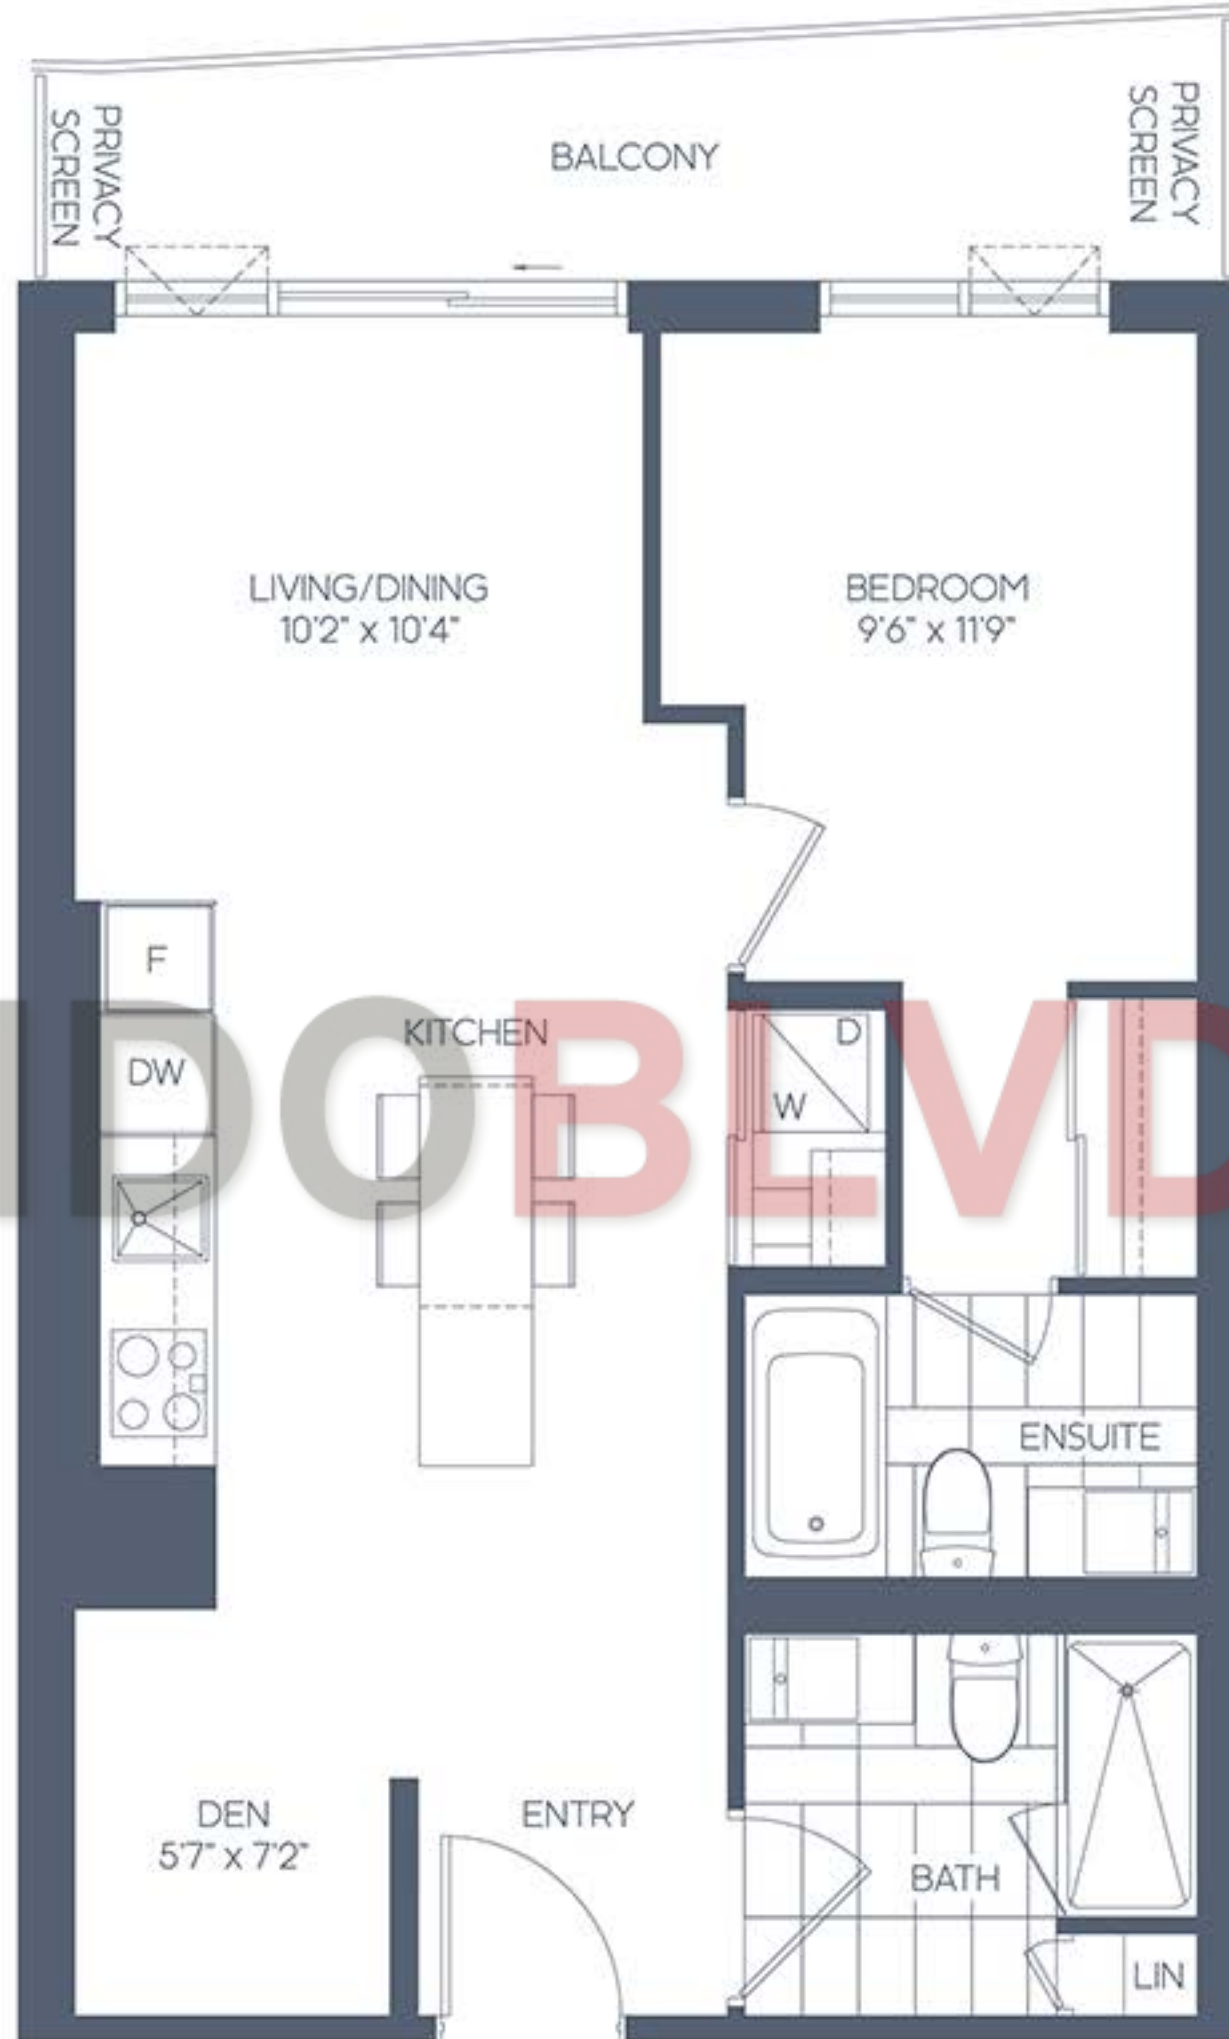 PRIVACY
SCREEN
BALCONY
PRIVACY
SCREEN
LIVING/DINING
10'2" x 10'4"
BEDROOM
9'6" x 11'9"
F
DW
KITCHEN
D
W
DOBLVD
ENSUITE
DEN
5'7" x 7'2"
ENTRY
BATH
LIN